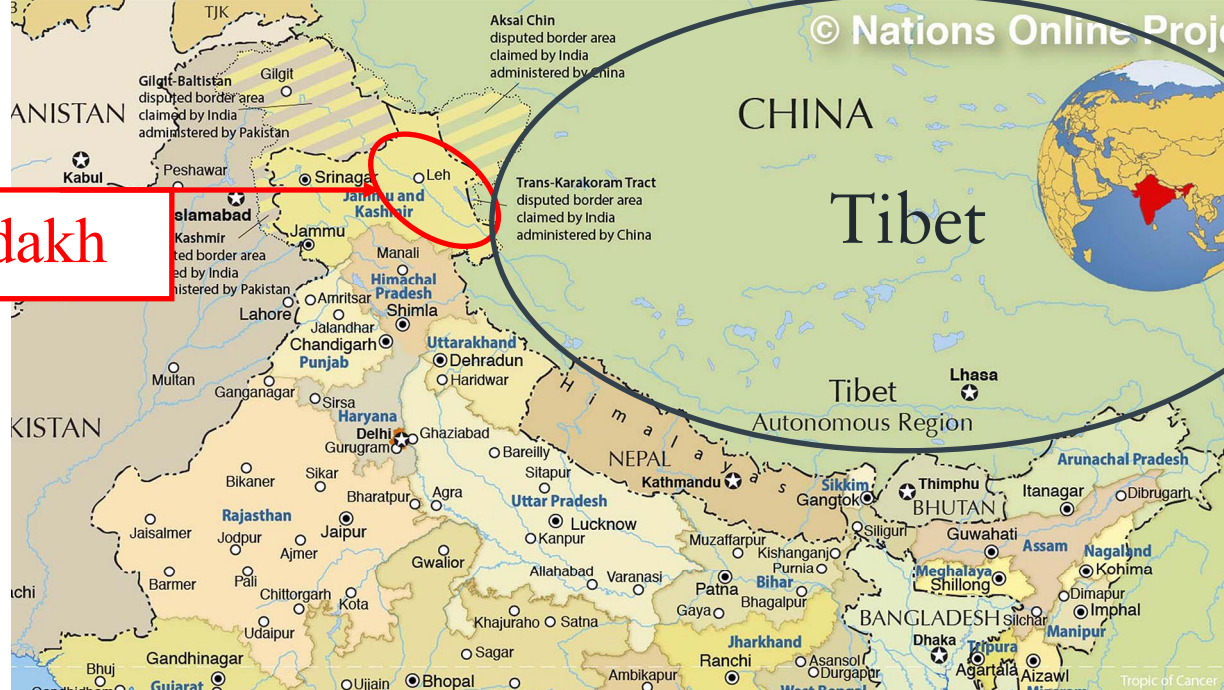 TJK
Aksai Chin
disputed border area
claimed by India
administered by China
© Nations Online Proje
Gilgit-Baltistan
disputed border area
claimed by India
administered by Pakistan
Gilgit
ANISTAN
CHINA
Kabul
Peshawar
Srinagar
Leh
Jammu and
Kashmir
Trans-Karakoram Tract
disputed border area
claimed by India
administered by China
Tibet
slamabad
dakh
Kashmir
ted border area
ed by India
nistered by Pakistan
Jammu
Manali
Himachal
Pradesh
Lahore
Amritsar
Shimla
Jalandhar
Chandigarh
Punjab
Uttarakhand
Dehradun
Haridwar
Multan
Ganganagar
Sirsa
Haryana
Delhi
Ghaziabad
Gurugram
KISTAN
Himalayas
NEPAL
Kathmandu
Lhasa
Tibet
Autonomous Region
Bareilly
Sitapur
Bikaner
Sikar
Bharatpur
Agra
Uttar Pradesh
Lucknow
Kanpur
Rajasthan
Jaipur
Jaisalmer
Jodpur
Ajmer
Gwalior
Barmer
Pali
Chittorgarh
Kota
Udaipur
Allahabad
Varanasi
Khajuraho
Satna
Sagar
Sikkim
Gangtok
Thimphu
BHUTAN
Arunachal Pradesh
Itanagar
Dibrugarh
Siliguri
Guwahati
Assam
Nagaland
Kohima
Meghalaya
Shillong
Dimapur
Imphal
Manipur
Silchar
Muzaffarpur
Kishanganj
Purnia
Patna
Bihar
Bhagalpur
Gaya
BANGLADESH
Dhaka
Tripura
Agartala
Aizawl
Jharkhand
Ranchi
Asansol
Durgapur
Ambikapur
Gandhinagar
Bhuj
Gujarat
Ujjain
Bhopal
achi
Tropic of Cancer